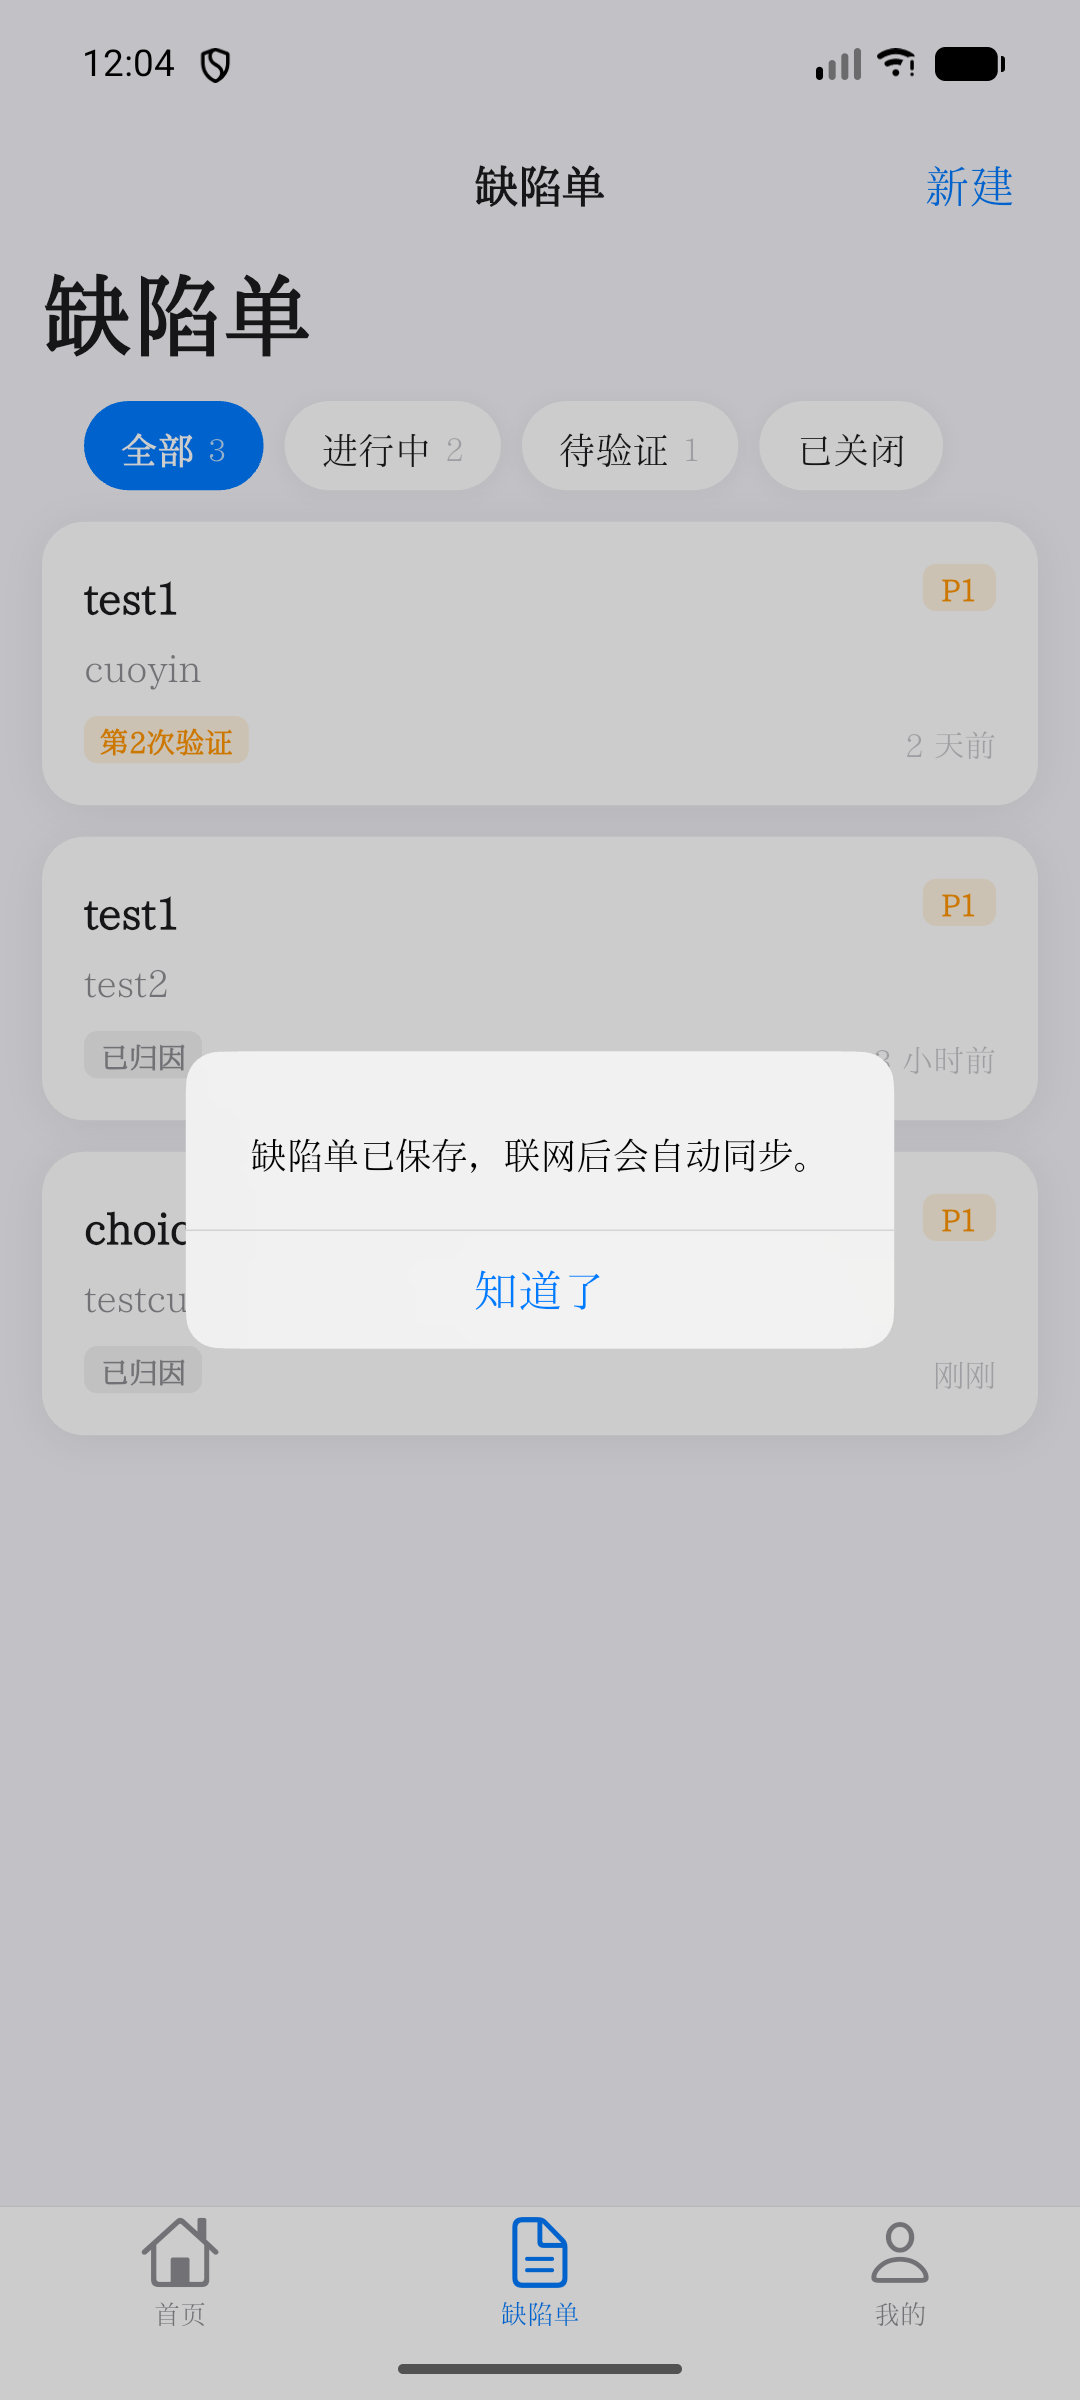 12:04
缺陷单
新建
缺陷单
全部 3
进行中 2
待验证 1
已关闭
test1
P1
cuoyin
第2次验证
2 天前
test1
P1
test2
已归因
小时前
缺陷单已保存，联网后会自动同步。
知道了
P1
已归因
刚刚
首页
缺陷单
我的